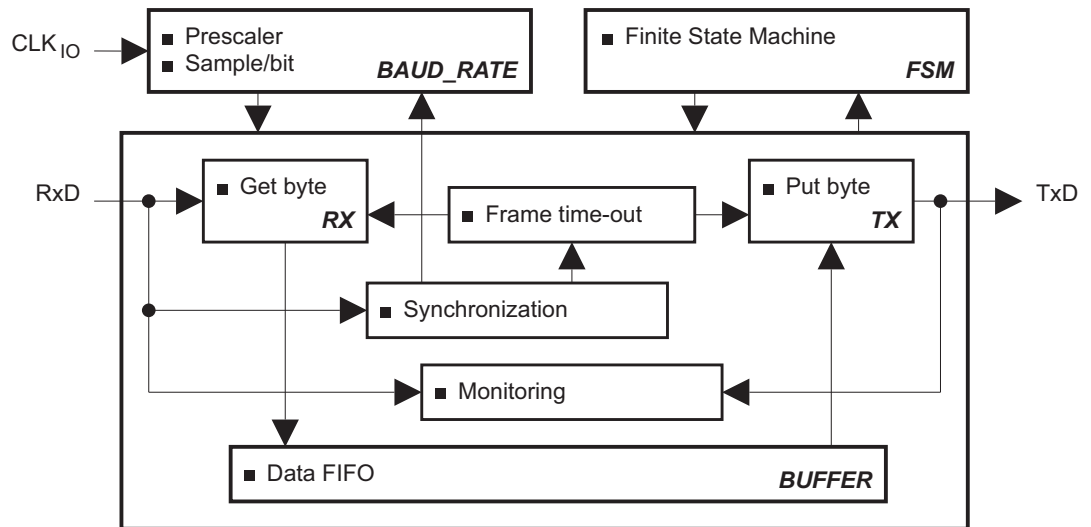 CLK IO
■ Prescaler
■ Sample/bit
BAUD_RATE
■ Finite State Machine
FSM
RxD
■ Get byte
RX
■ Frame time-out
■ Put byte
TX
TxD
■ Synchronization
■ Monitoring
■ Data FIFO
BUFFER